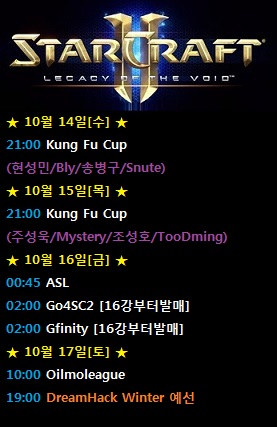 STARCRAFT
II
LEGACY OF THE VOID™
★ 10월 14일[수] ★
21:00 Kung Fu Cup
(현성민/Bly/송병구/Snute)
★ 10월 15일[목] ★
21:00 Kung Fu Cup
(주성욱/Mystery/조성호/TooDming)
★ 10월 16일[금] ★
00:45 ASL
02:00 Go4SC2 [16강부터발매]
02:00 Gfinity [16강부터발매]
★ 10월 17일[토] ★
10:00 Oilmoleague
19:00 DreamHack Winter 예선